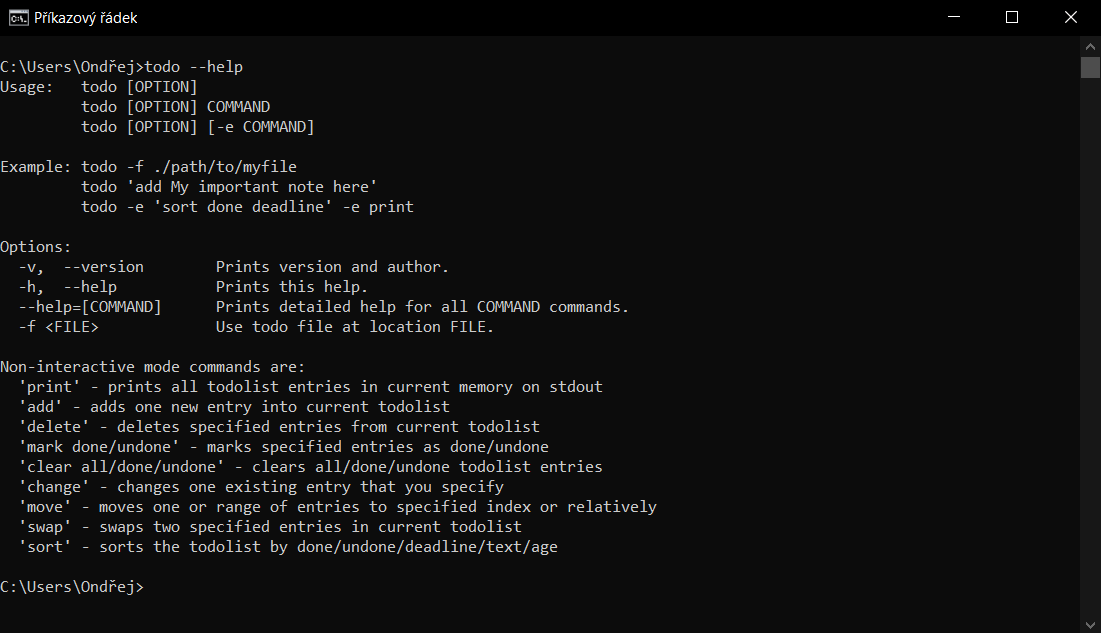 Příkazový řádek
C:\Users\Ondřej>todo --help
Usage:   todo [OPTION]
         todo [OPTION] COMMAND
         todo [OPTION] [-e COMMAND]

Example: todo -f ./path/to/myfile
         todo 'add My important note here'
         todo -e 'sort done deadline' -e print

Options:
  -v,  --version        Prints version and author.
  -h,  --help           Prints this help.
  --help=[COMMAND]      Prints detailed help for all COMMAND commands.
  -f <FILE>             Use todo file at location FILE.

Non-interactive mode commands are:
  'print' - prints all todolist entries in current memory on stdout
  'add' - adds one new entry into current todolist
  'delete' - deletes specified entries from current todolist
  'mark done/undone' - marks specified entries as done/undone
  'clear all/done/undone' - clears all/done/undone todolist entries
  'change' - changes one existing entry that you specify
  'move' - moves one or range of entries to specified index or relatively
  'swap' - swaps two specified entries in current todolist
  'sort' - sorts the todolist by done/undone/deadline/text/age

C:\Users\Ondřej>